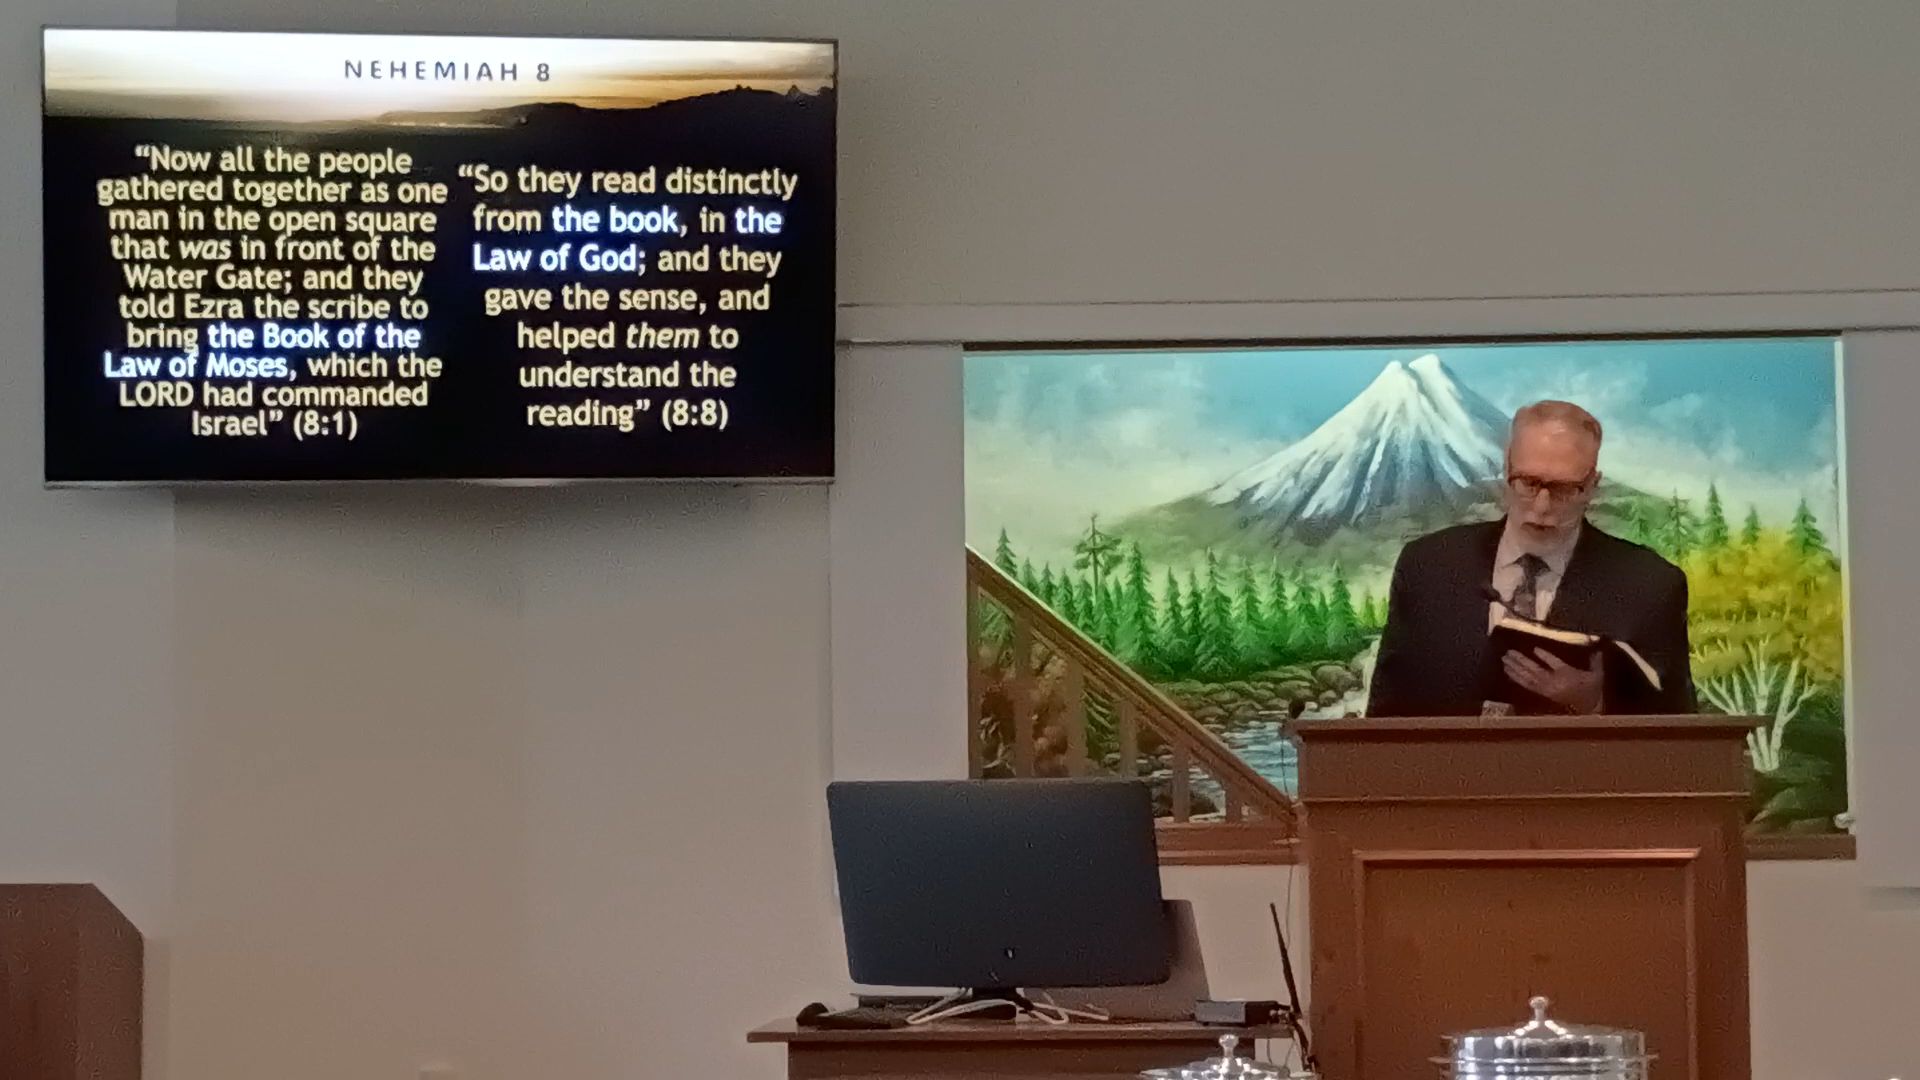 NEHEMIAH 8
“Now all the people
gathered together as one
man in the open square
that was in front of the
Water Gate; and they
told Ezra the scribe to
bring the Book of the
Law of Moses, which the
LORD had commanded
Israel” (8:1)
“So they read distinctly
from the book, in the
Law of God; and they
gave the sense, and
helped them to
understand the
reading” (8:8)